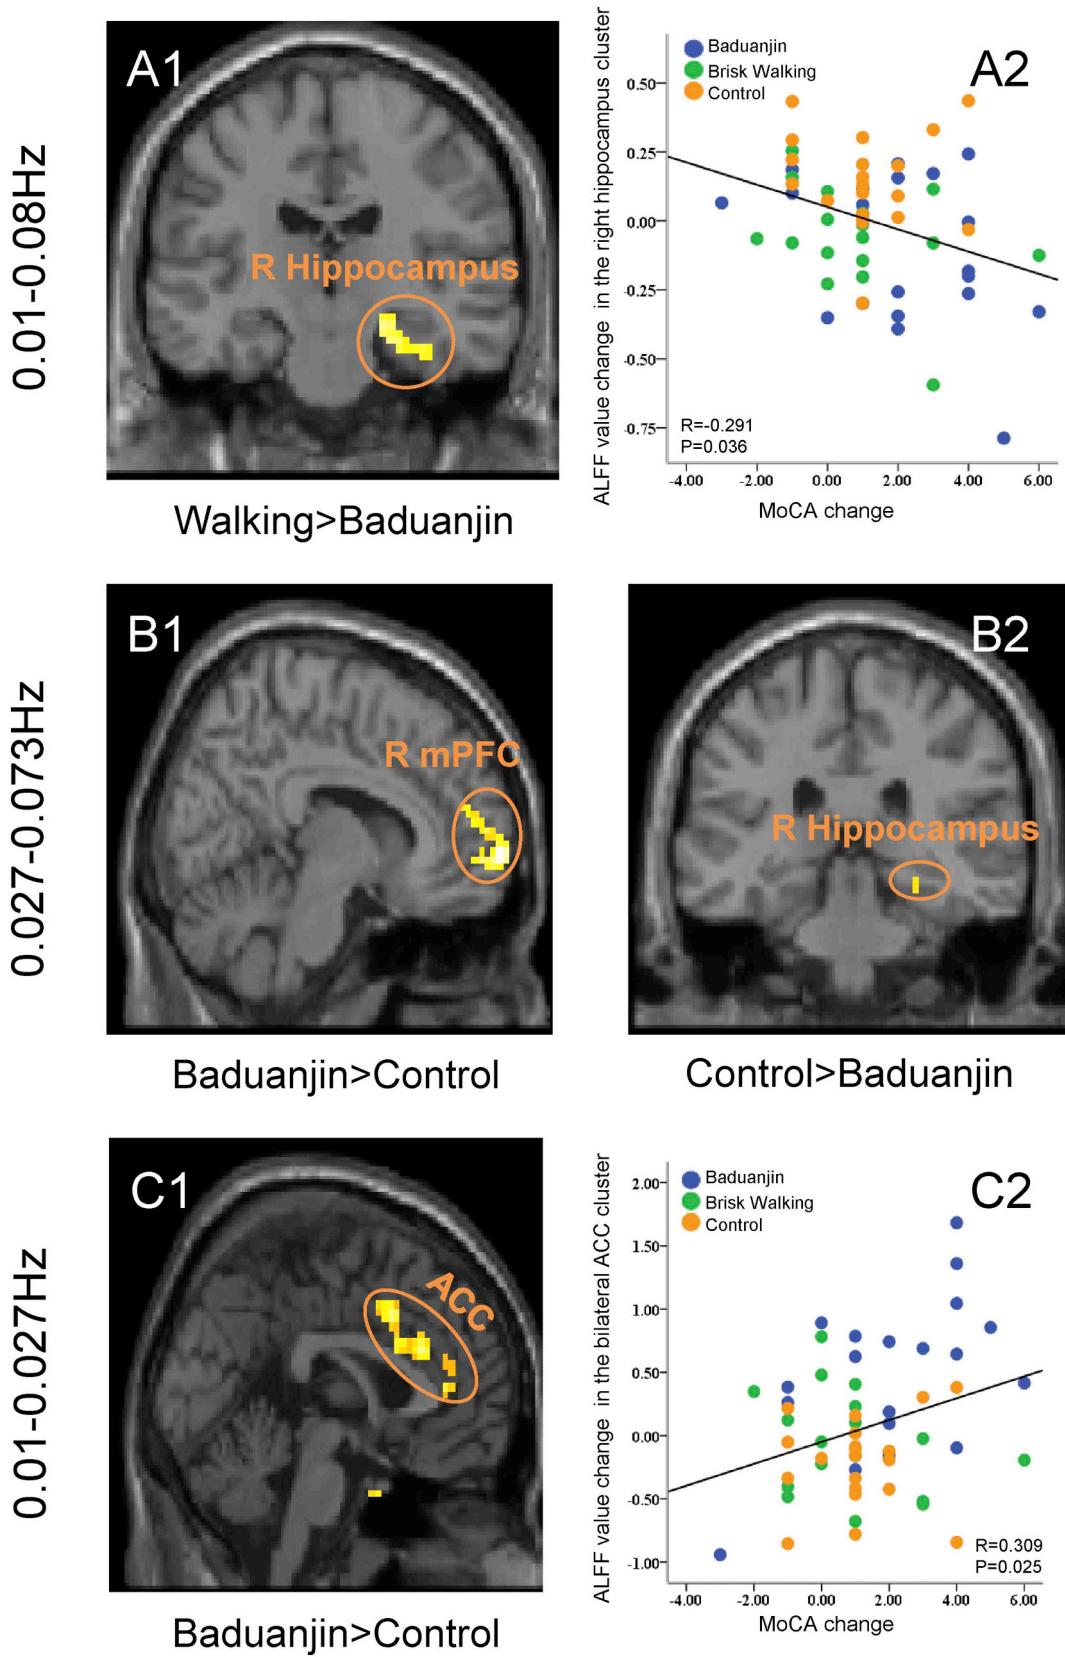 0.01-0.08Hz
A1
R Hippocampus
Walking>Baduanjin
ALFF value change in the right hippocampus cluster
A2
Baduanjin
Brisk Walking
Control
0.50
0.25
0.00
-0.25
-0.50
-0.75
R=-0.291
P=0.036
-4.00 -2.00 0.00 2.00 4.00 6.00
MoCA change
0.027-0.073Hz
B1
R mPFC
Baduanjin>Control
B2
R Hippocampus
Control>Baduanjin
0.01-0.027Hz
C1
ACC
Baduanjin>Control
ALFF value change in the bilateral ACC cluster
C2
Baduanjin
Brisk Walking
Control
2.00
1.50
1.00
0.50
0.00
-0.50
-1.00
R=0.309
P=0.025
-4.00 -2.00 0.00 2.00 4.00 6.00
MoCA change